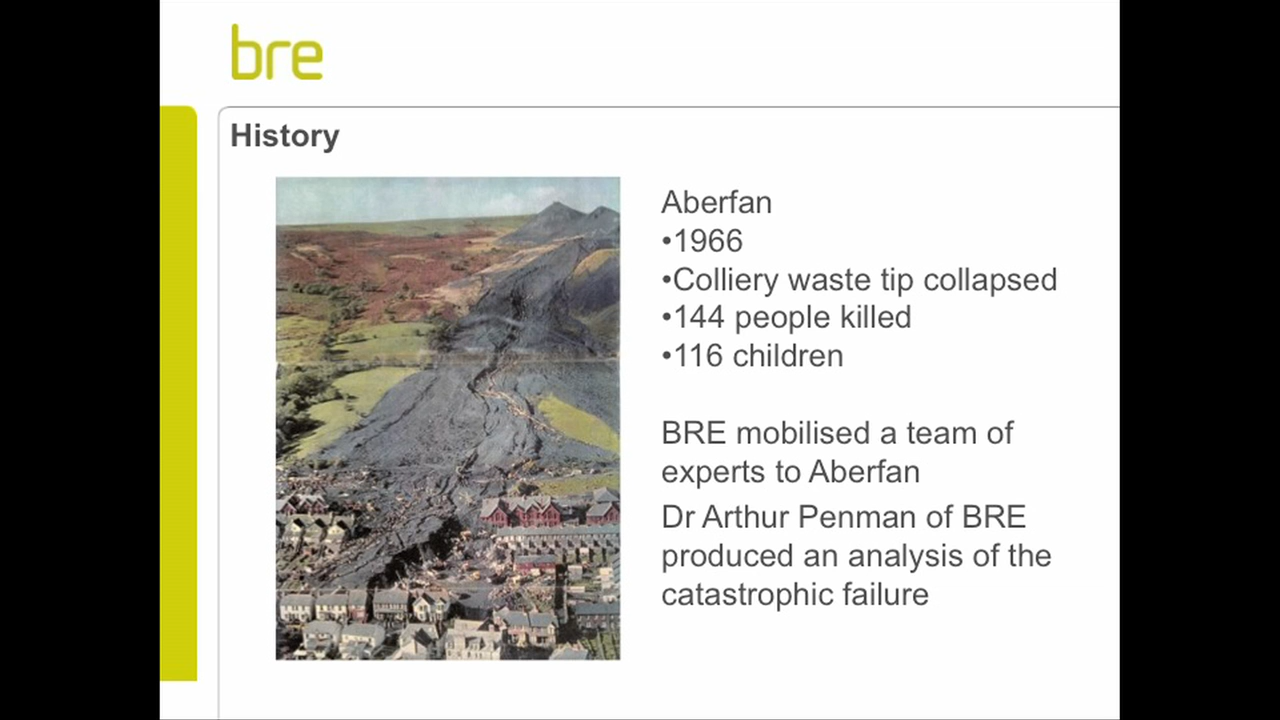 bre
History
Aberfan
•1966
•Colliery waste tip collapsed
•144 people killed
•116 children
BRE mobilised a team of
experts to Aberfan
Dr Arthur Penman of BRE
produced an analysis of the
catastrophic failure